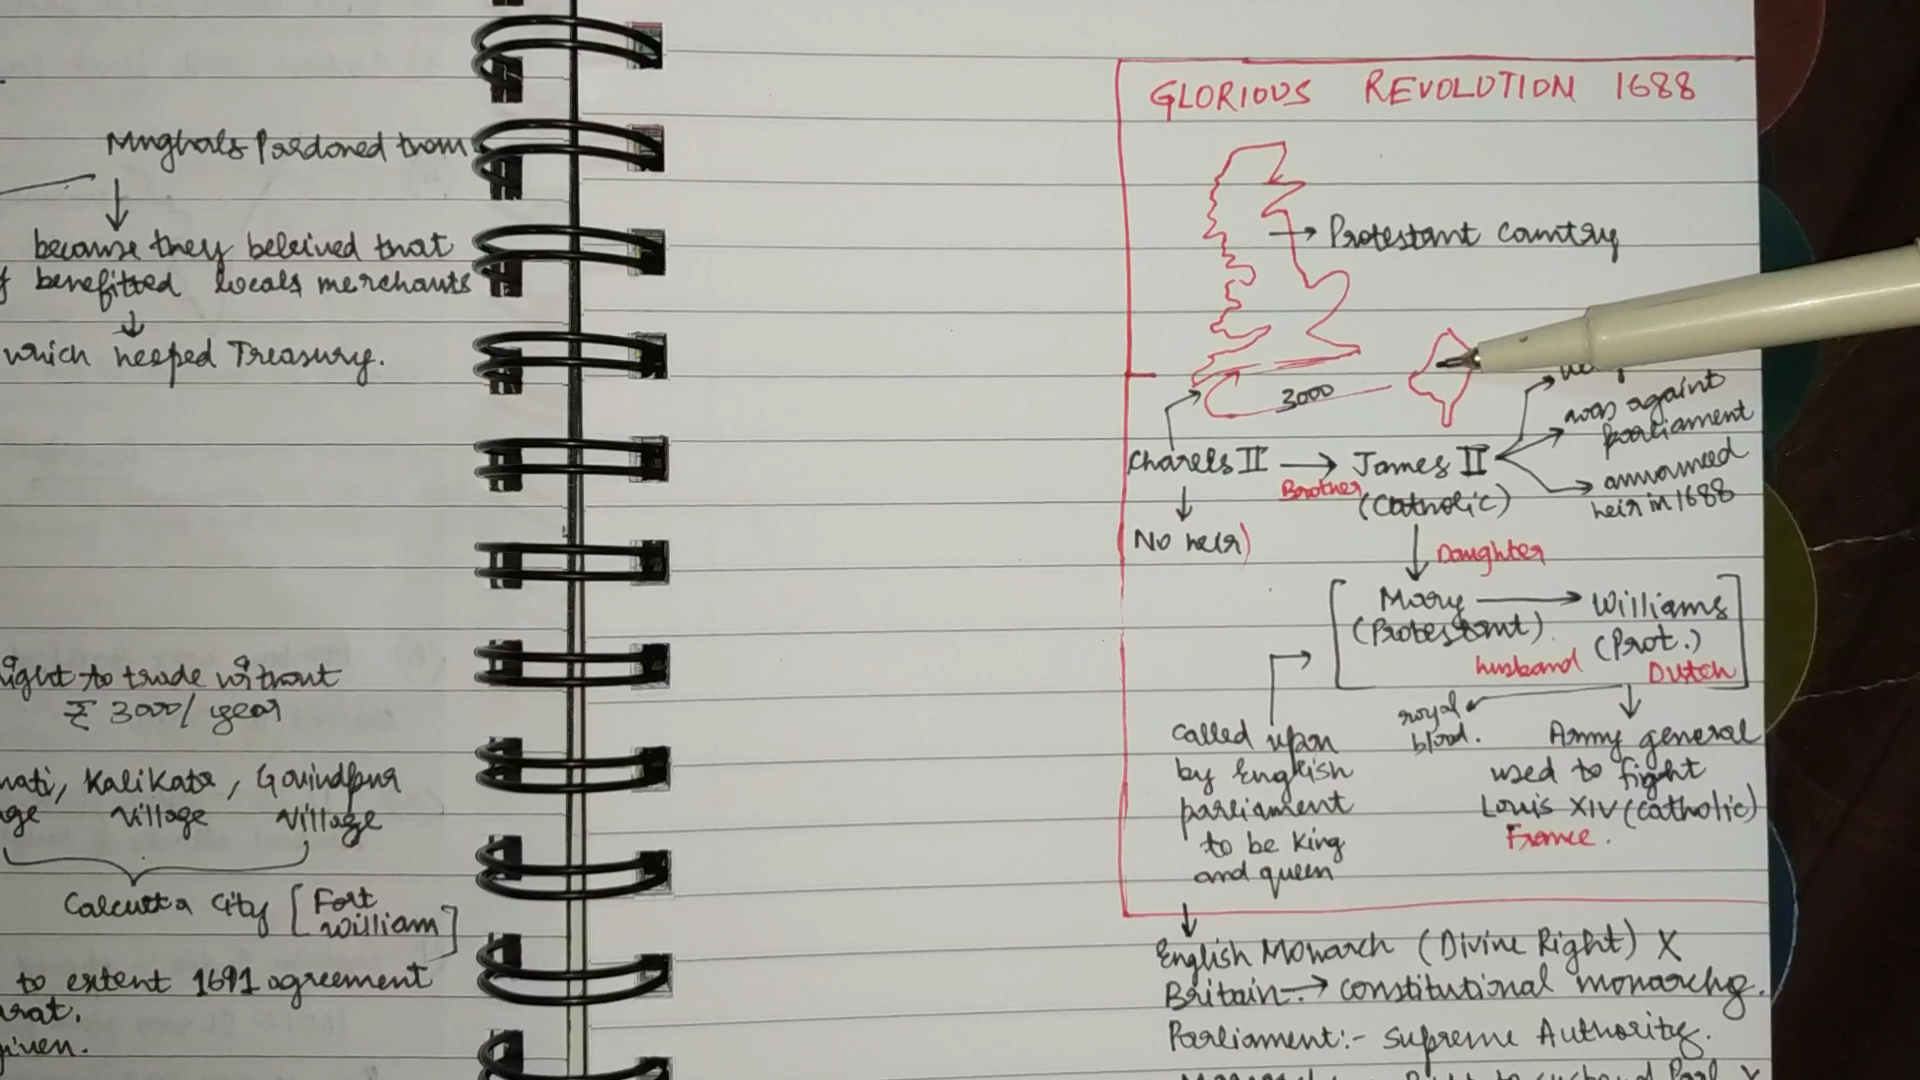 Mughals Pardoned them
because they beleived that
benefitted locals merchants
which heeped Treasury.
right to trade without
₹ 3000/ year
Kalikata, Govindpur
village village
Calcutta City [Fort William]
to extent 1691 agreement
given.
GLORIOUS REVOLUTION 1688
Protestant Country
3000
Charels II → James II
Brother
(Catholic)
was againt
parliament
announced
heir in 1688
No heir
Daughter
Mary → Williams
(Protestant) (Prot.)
husband Dutch
royal
blood.
Called upon
by English
parliament
to be king
and queen
Army general
used to fight
Louis XIV (Catholic)
France.
English Monarch (Divine Right) X
Britain:→ constitutional monarchy.
Parliament:- Supreme Authority.